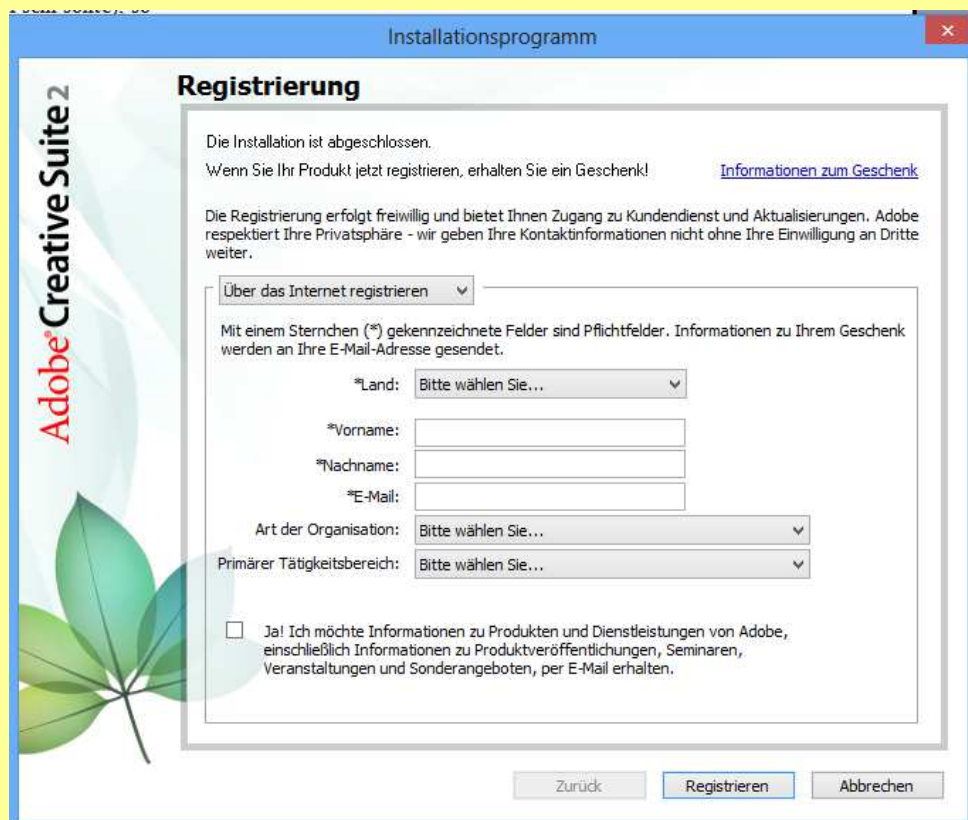 Installationsprogramm
Adobe Creative Suite 2
Registrierung
Die Installation ist abgeschlossen.
Wenn Sie Ihr Produkt jetzt registrieren, erhalten Sie ein Geschenk! Informationen zum Geschenk
Die Registrierung erfolgt freiwillig und bietet Ihnen Zugang zu Kundendienst und Aktualisierungen. Adobe
respektiert Ihre Privatsphäre - wir geben Ihre Kontaktinformationen nicht ohne Ihre Einwilligung an Dritte
weiter.
Über das Internet registrieren
Mit einem Sternchen (*) gekennzeichnete Felder sind Pflichtfelder. Informationen zu Ihrem Geschenk
werden an Ihre E-Mail-Adresse gesendet.
*Land: Bitte wählen Sie...
*Vorname:
*Nachname:
*E-Mail:
Art der Organisation: Bitte wählen Sie...
Primärer Tätigkeitsbereich: Bitte wählen Sie...
Ja! Ich möchte Informationen zu Produkten und Dienstleistungen von Adobe,
einschließlich Informationen zu Produktveröffentlichungen, Seminaren,
Veranstaltungen und Sonderangeboten, per E-Mail erhalten.
Zurück Registrieren Abbrechen